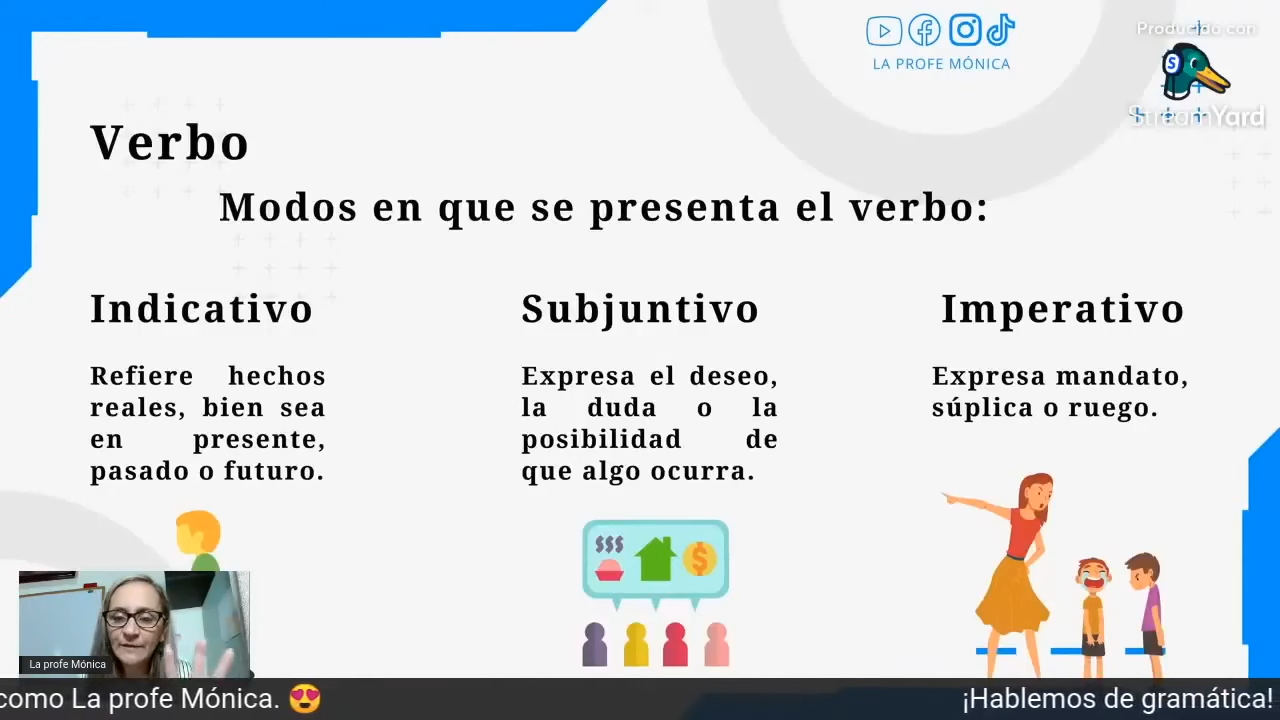 Producido con
StreamYard
LA PROFE MÓNICA
Verbo
Modos en que se presenta el verbo:
Indicativo
Refiere hechos
reales, bien sea
en presente,
pasado o futuro.
Subjuntivo
Expresa el deseo,
la duda o la
posibilidad de
que algo ocurra.
Imperativo
Expresa mandato,
súplica o ruego.
La profe Mónica
como La profe Mónica. 😍 ¡Hablemos de gramática!